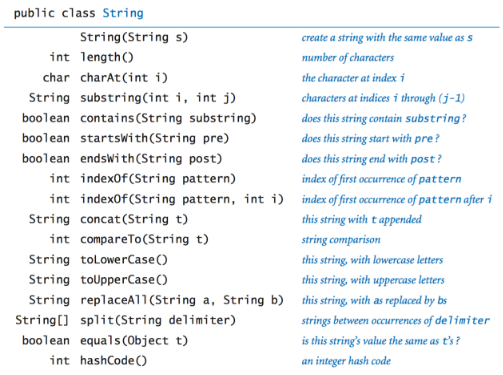 public class String
String(String s) create a string with the same value as s
int length() number of characters
char charAt(int i) the character at index i
String substring(int i, int j) characters at indices i through (j-1)
boolean contains(String substring) does this string contain substring?
boolean startsWith(String pre) does this string start with pre?
boolean endsWith(String post) does this string end with post?
int indexOf(String pattern) index of first occurrence of pattern
int indexOf(String pattern, int i) index of first occurrence of pattern after i
String concat(String t) this string with t appended
int compareTo(String t) string comparison
String toLowerCase() this string, with lowercase letters
String toUpperCase() this string, with uppercase letters
String replaceAll(String a, String b) this string, with as replaced by bs
String[] split(String delimiter) strings between occurrences of delimiter
boolean equals(Object t) is this string's value the same as t's?
int hashCode() an integer hash code